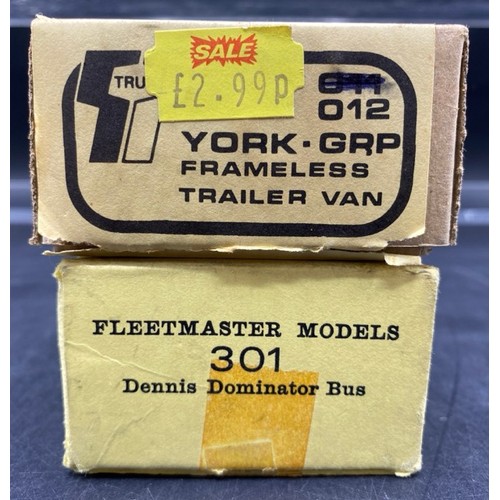 SALE
£2.99p
TRU
012
YORK·GRP
FRAMELESS
TRAILER VAN
FLEETMASTER MODELS
301
Dennis Dominator Bus